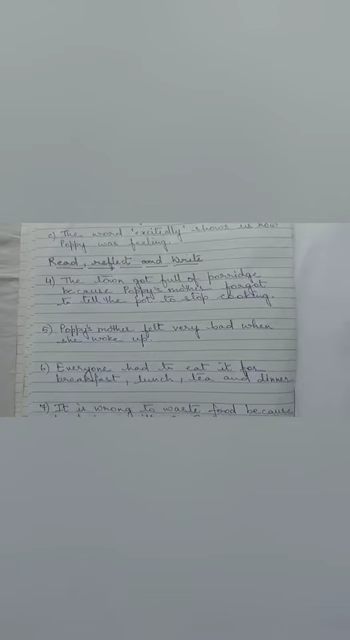 c) The word 'excitedly' shows us how
Poppy was feeling.
Read, reflect and Write
4) The town got full of porridge
because Poppy's mother forgot
to tell the pot to stop cooking.
5) Poppy's mother felt very bad when
she woke up.
6) Everyone had to eat it for
breakfast, lunch, tea and dinner
7) It is wrong to waste food because